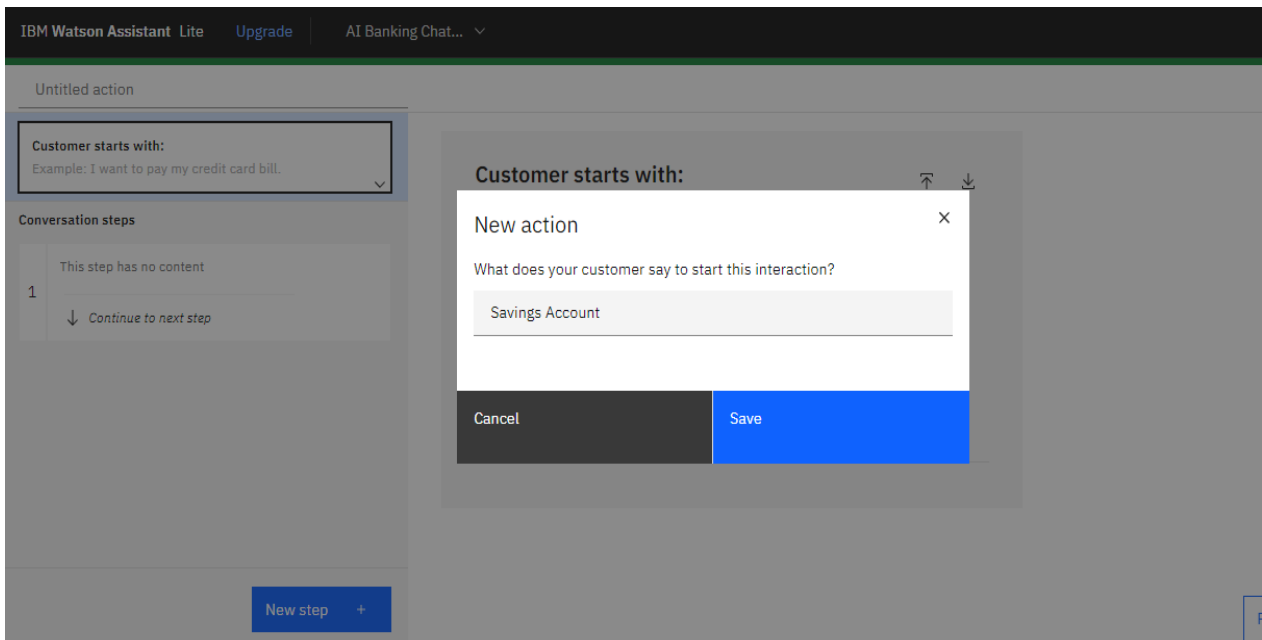 IBM Watson Assistant Lite Upgrade AI Banking Chat...
Untitled action
Customer starts with:
Example: I want to pay my credit card bill.
Conversation steps
1
This step has no content
Continue to next step
New step +
Customer starts with:
New action
What does your customer say to start this interaction?
Savings Account
Cancel
Save